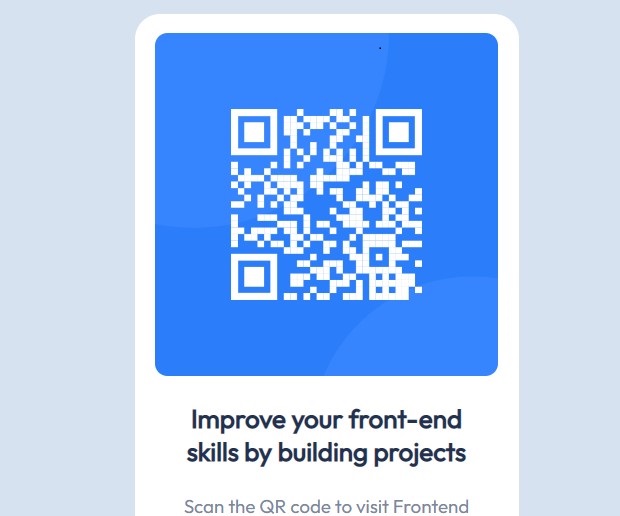 Improve your front-end
skills by building projects
Scan the QR code to visit Frontend